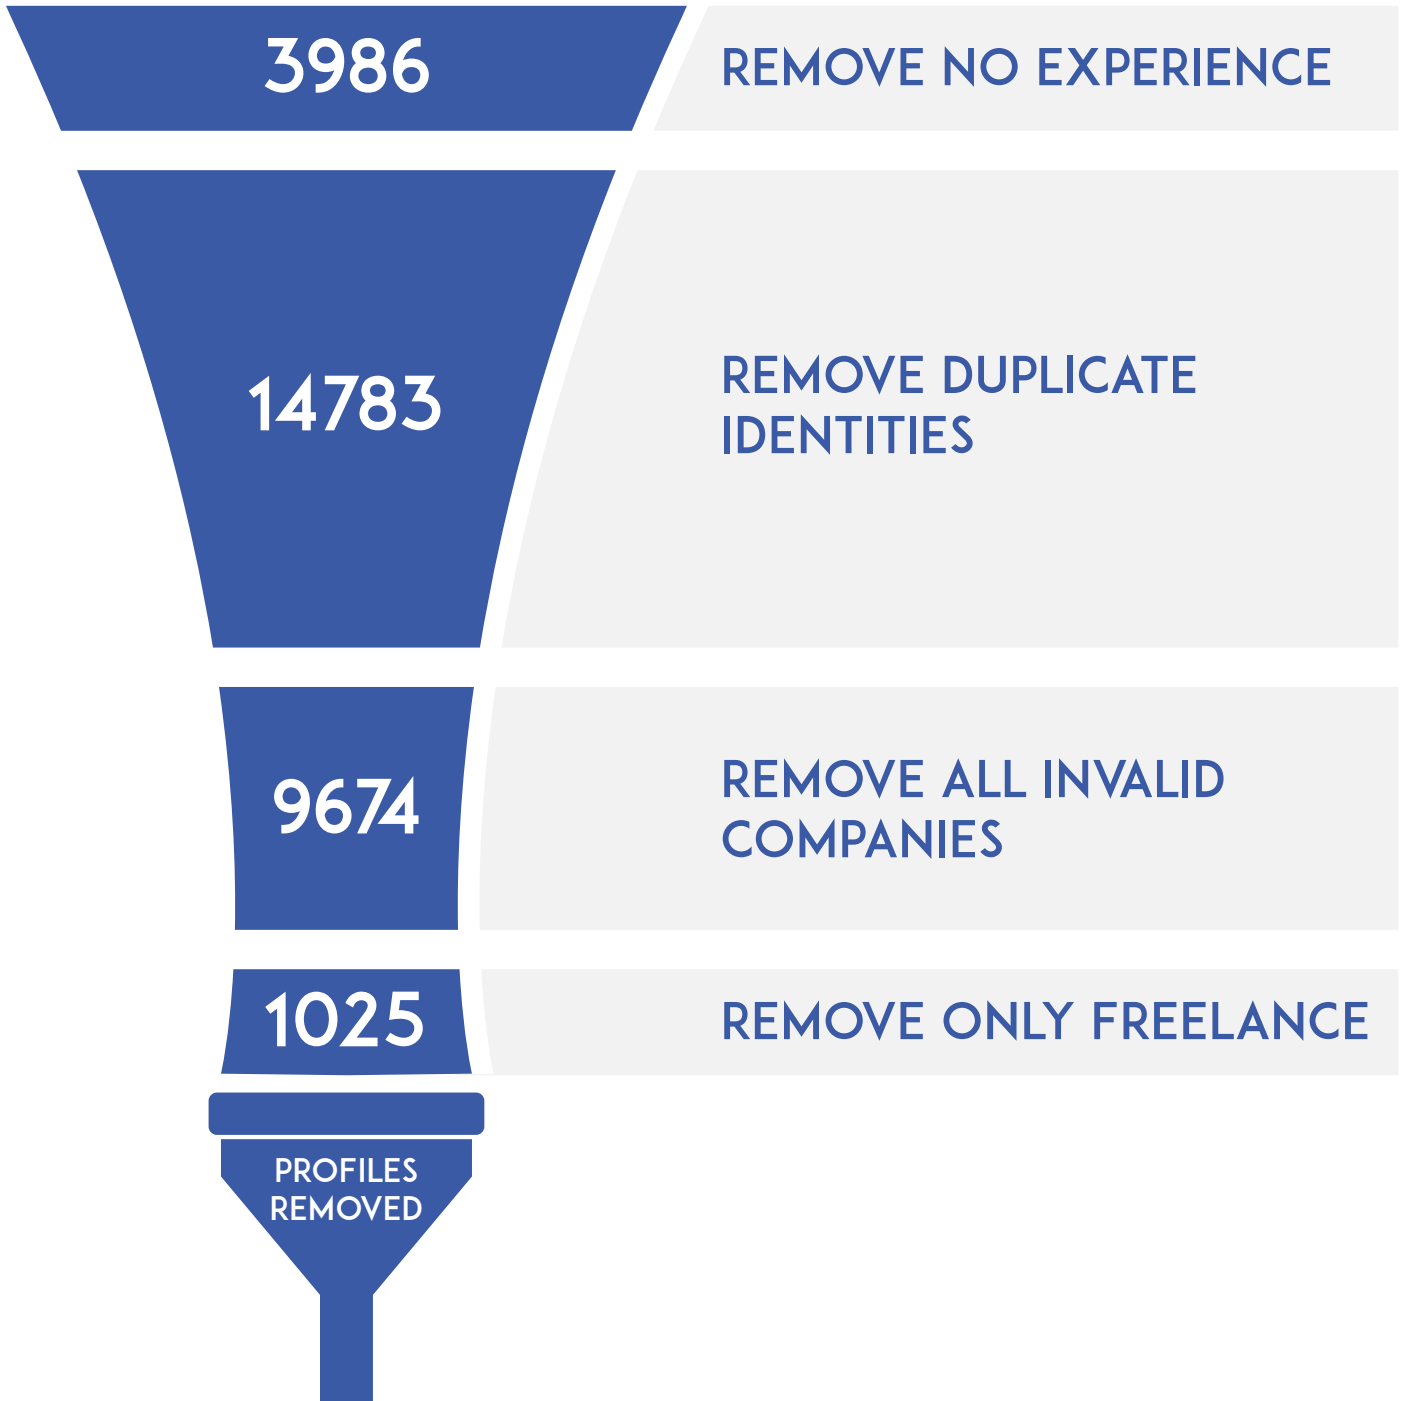 3986
REMOVE NO EXPERIENCE
14783
REMOVE DUPLICATE
IDENTITIES
9674
REMOVE ALL INVALID
COMPANIES
1025
REMOVE ONLY FREELANCE
PROFILES
REMOVED